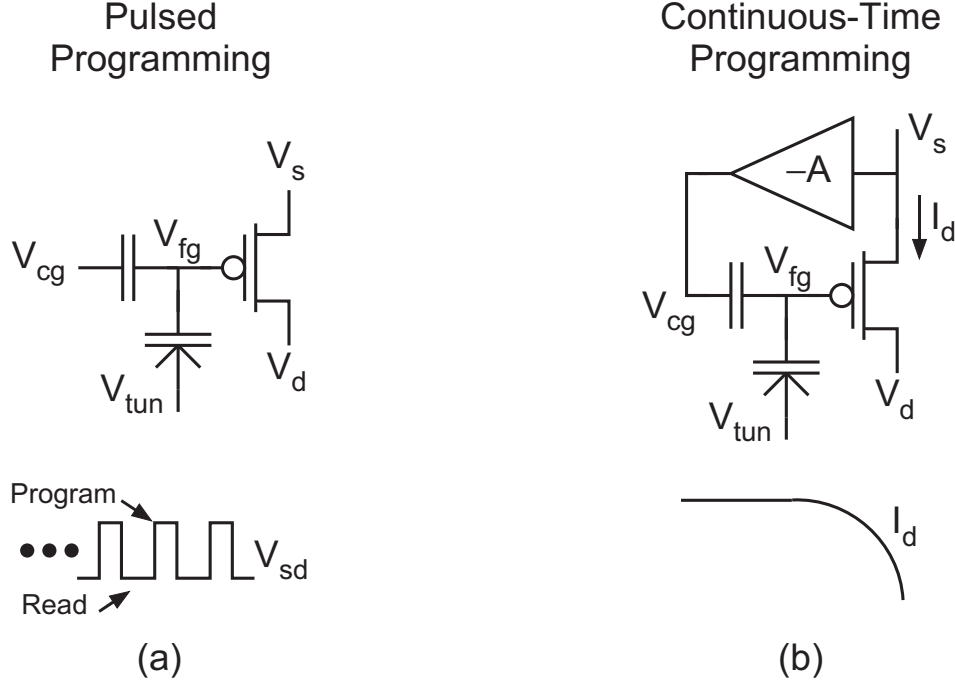 Pulsed
Programming
V_s
V_fg
V_cg
V_d
V_tun
Program
V_sd
Read
(a)
Continuous-Time
Programming
V_s
–A
I_d
V_fg
V_cg
V_d
V_tun
I_d
(b)